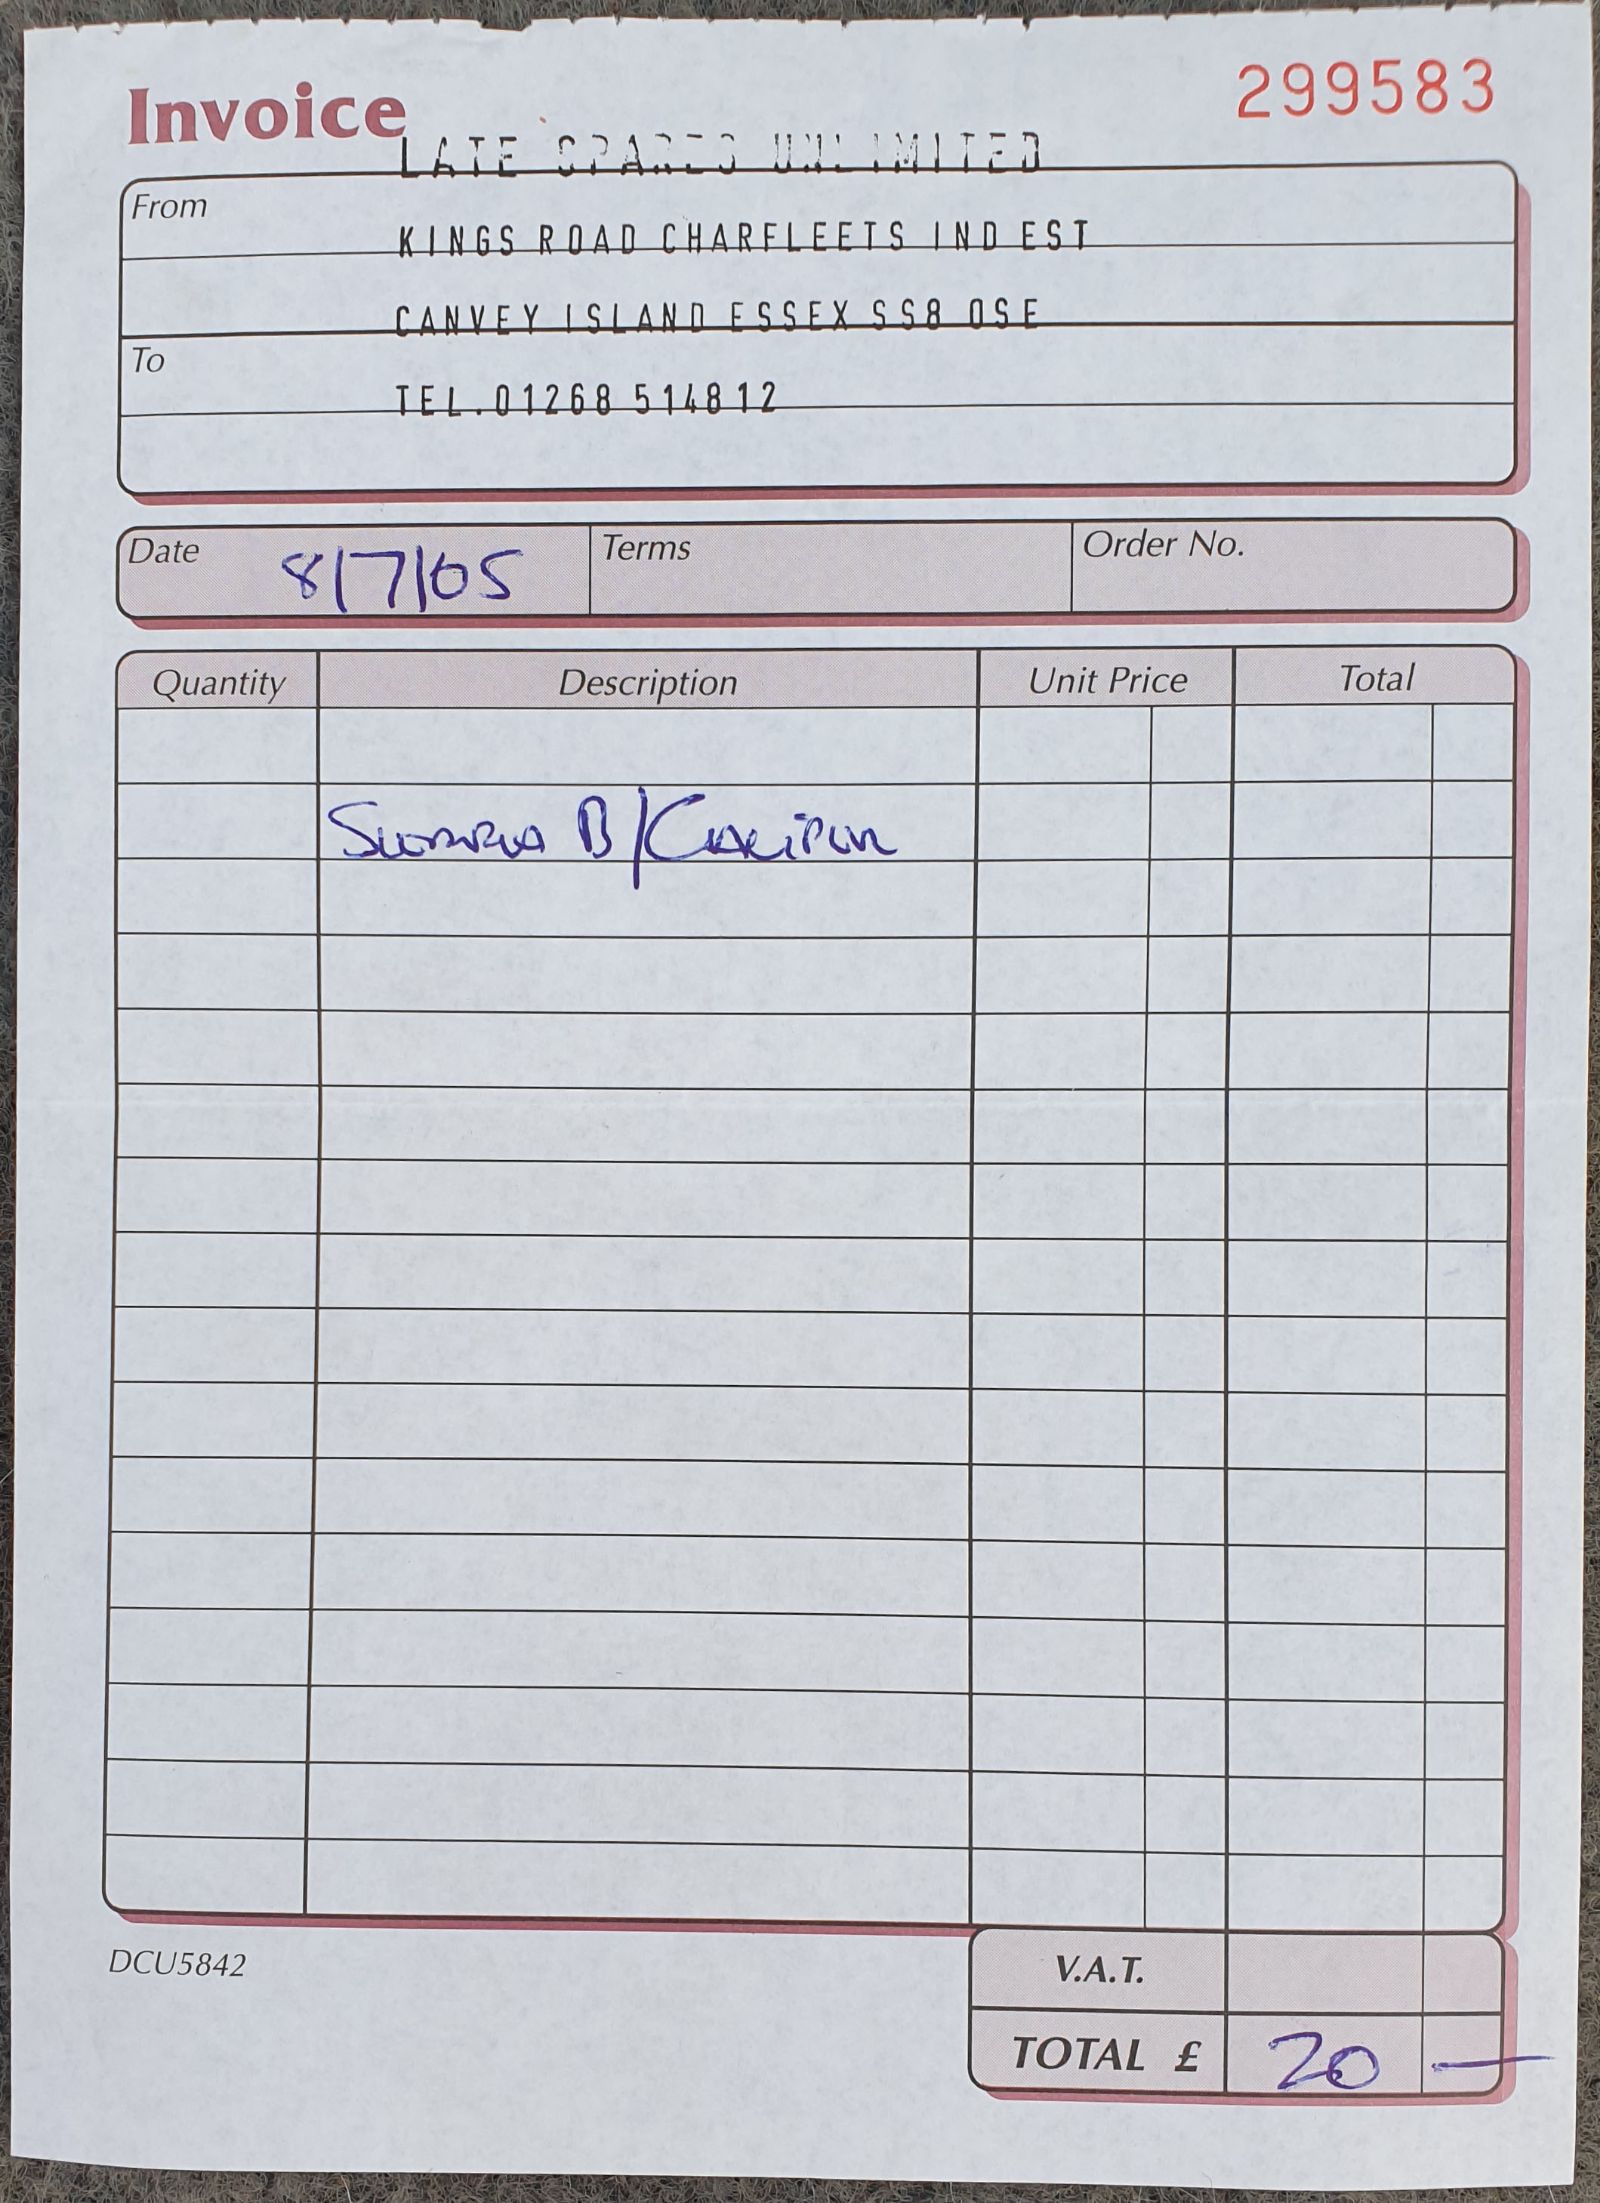 Invoice
299583
LATE SPARES UNLIMITED
From
KINGS ROAD CHARFLEETS IND EST
CANVEY ISLAND ESSEX SS8 0SE
To
TEL.01268 514812
Date 8/7/05 Terms Order No.
Quantity Description Unit Price Total
B/Caliper
DCU5842
V.A.T.
TOTAL £ 20 —